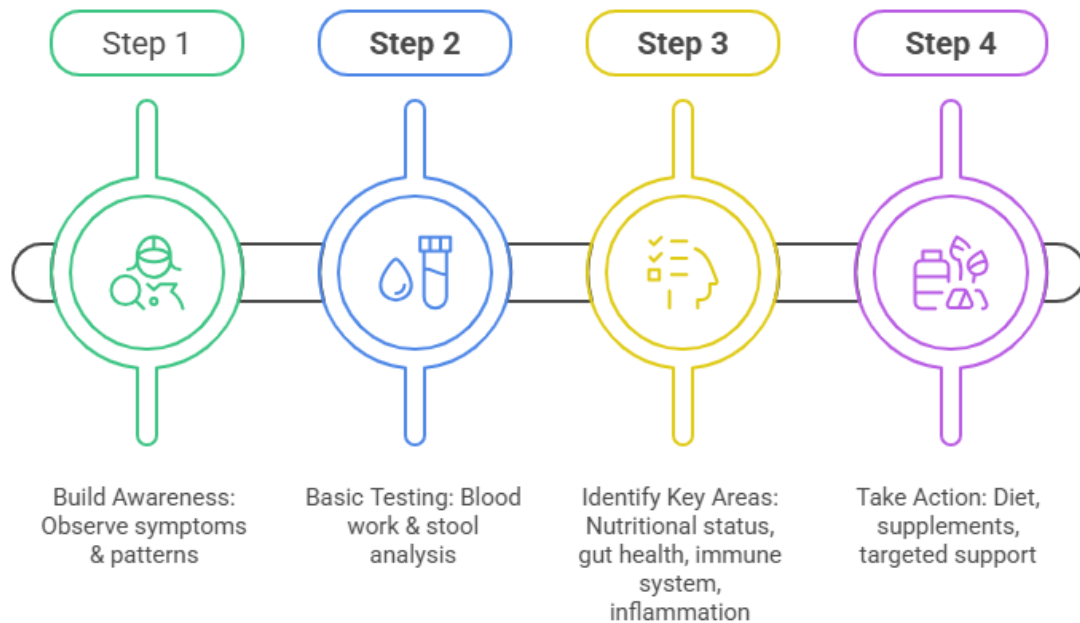 Step 1
Step 2
Step 3
Step 4
Build Awareness:
Observe symptoms
& patterns
Basic Testing: Blood
work & stool
analysis
Identify Key Areas:
Nutritional status,
gut health, immune
system,
inflammation
Take Action: Diet,
supplements,
targeted support